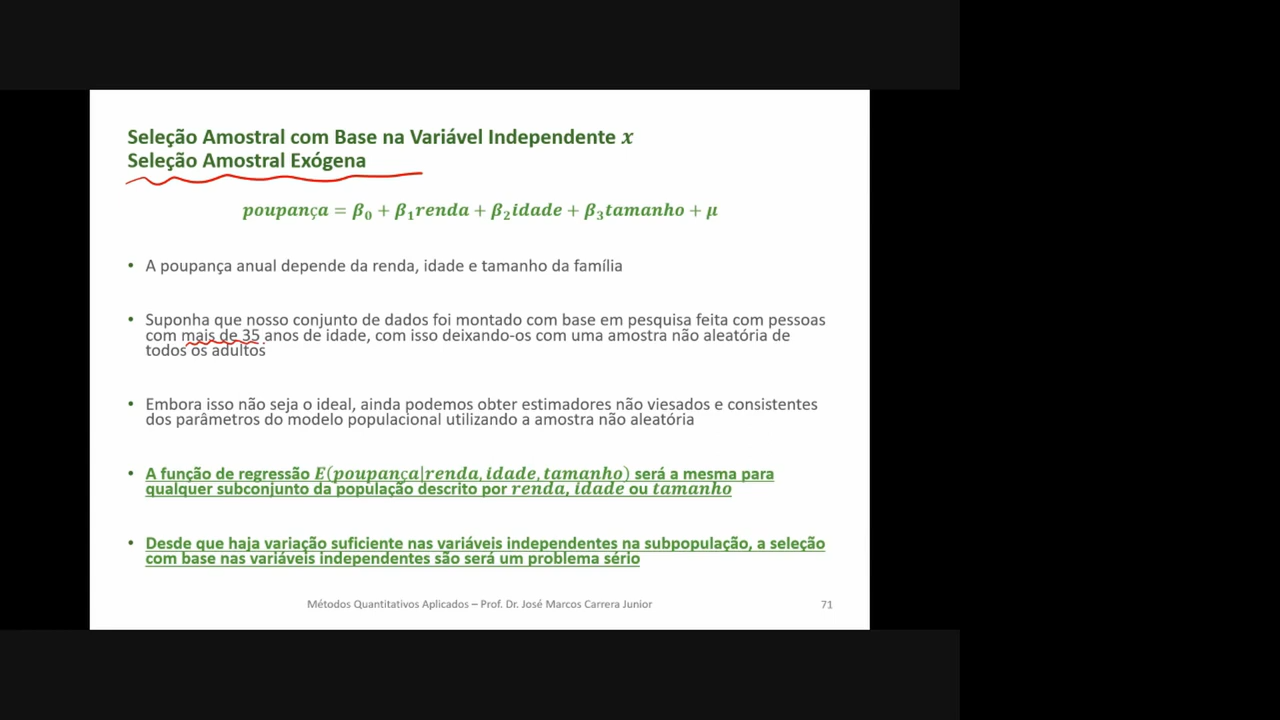 Seleção Amostral com Base na Variável Independente x
Seleção Amostral Exógena
poupança = β₀ + β₁renda + β₂idade + β₃tamanho + μ
• A poupança anual depende da renda, idade e tamanho da família
• Suponha que nosso conjunto de dados foi montado com base em pesquisa feita com pessoas
com mais de 35 anos de idade, com isso deixando-os com uma amostra não aleatória de
todos os adultos
• Embora isso não seja o ideal, ainda podemos obter estimadores não viesados e consistentes
dos parâmetros do modelo populacional utilizando a amostra não aleatória
• A função de regressão E(poupança|renda, idade, tamanho) será a mesma para
qualquer subconjunto da população descrito por renda, idade ou tamanho
• Desde que haja variação suficiente nas variáveis independentes na subpopulação, a seleção
com base nas variáveis independentes são será um problema sério
Métodos Quantitativos Aplicados – Prof. Dr. José Marcos Carrera Junior
71